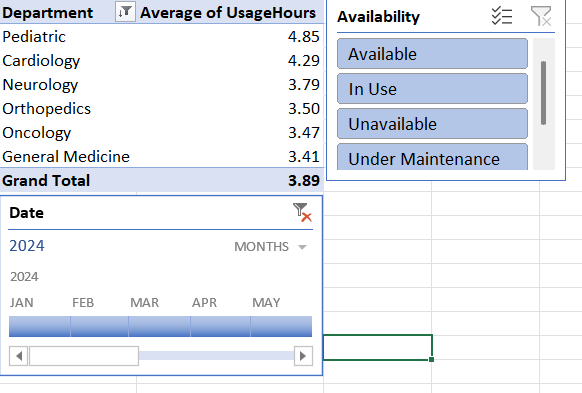 Department Average of UsageHours
Pediatric 4.85
Cardiology 4.29
Neurology 3.79
Orthopedics 3.50
Oncology 3.47
General Medicine 3.41
Grand Total 3.89
Availability
Available
In Use
Unavailable
Under Maintenance
Date
2024 MONTHS
2024
JAN FEB MAR APR MAY